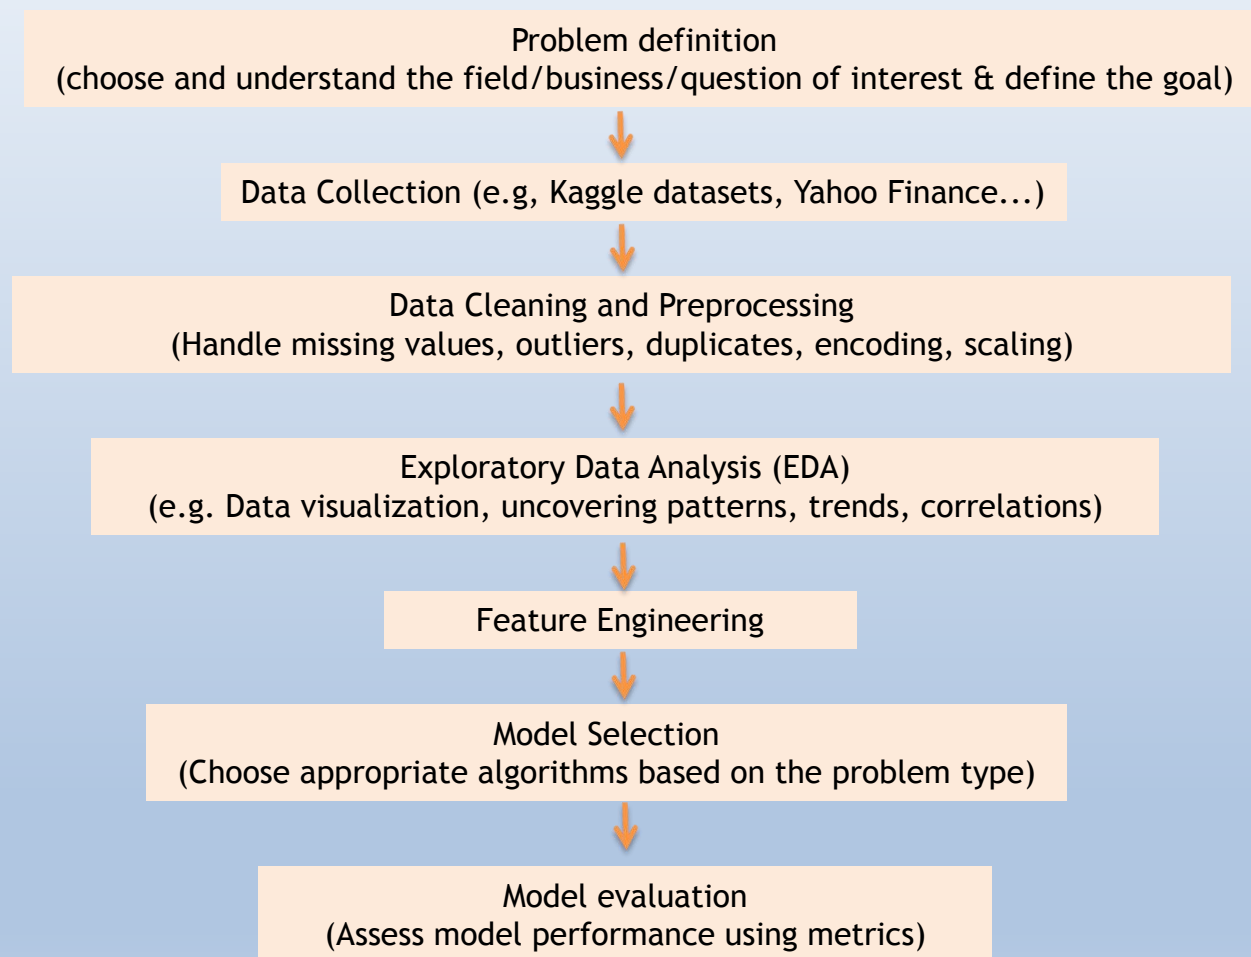 Problem definition
(choose and understand the field/business/question of interest & define the goal)
Data Collection (e.g, Kaggle datasets, Yahoo Finance...)
Data Cleaning and Preprocessing
(Handle missing values, outliers, duplicates, encoding, scaling)
Exploratory Data Analysis (EDA)
(e.g. Data visualization, uncovering patterns, trends, correlations)
Feature Engineering
Model Selection
(Choose appropriate algorithms based on the problem type)
Model evaluation
(Assess model performance using metrics)